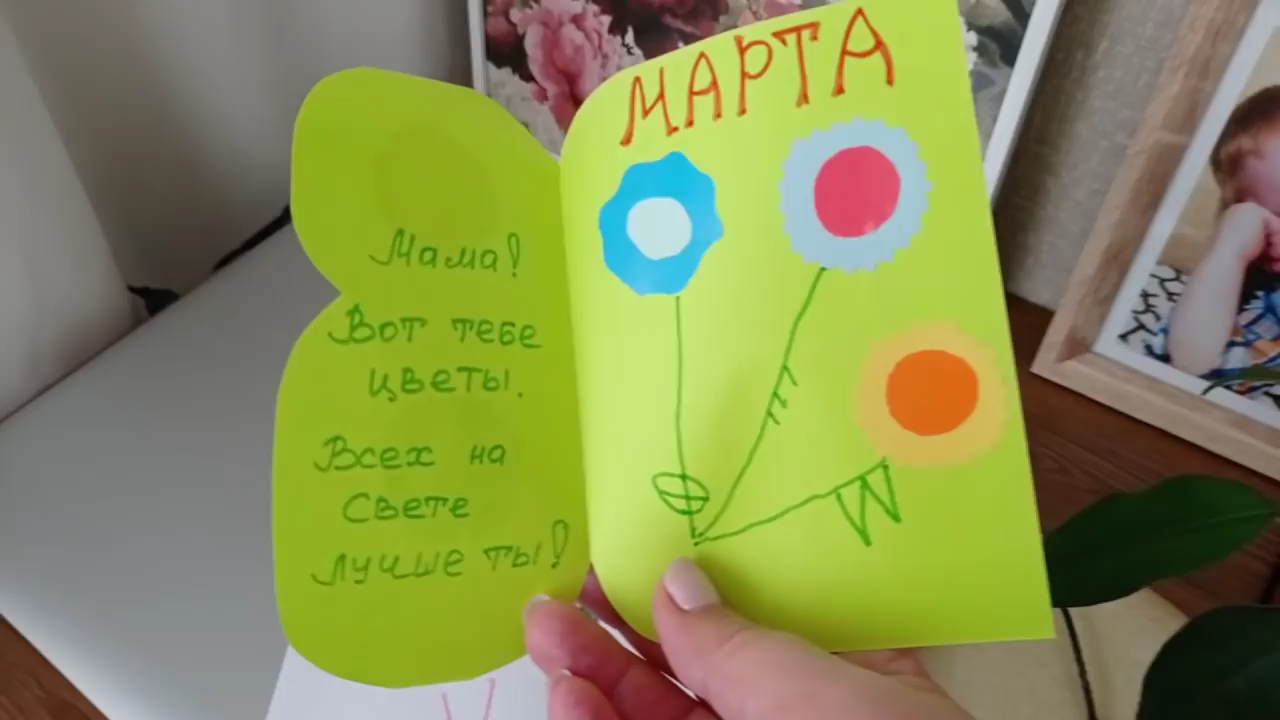 Мама!
Вот тебе
цветы.
Всех на
свете
лучше ты!
МАРТА